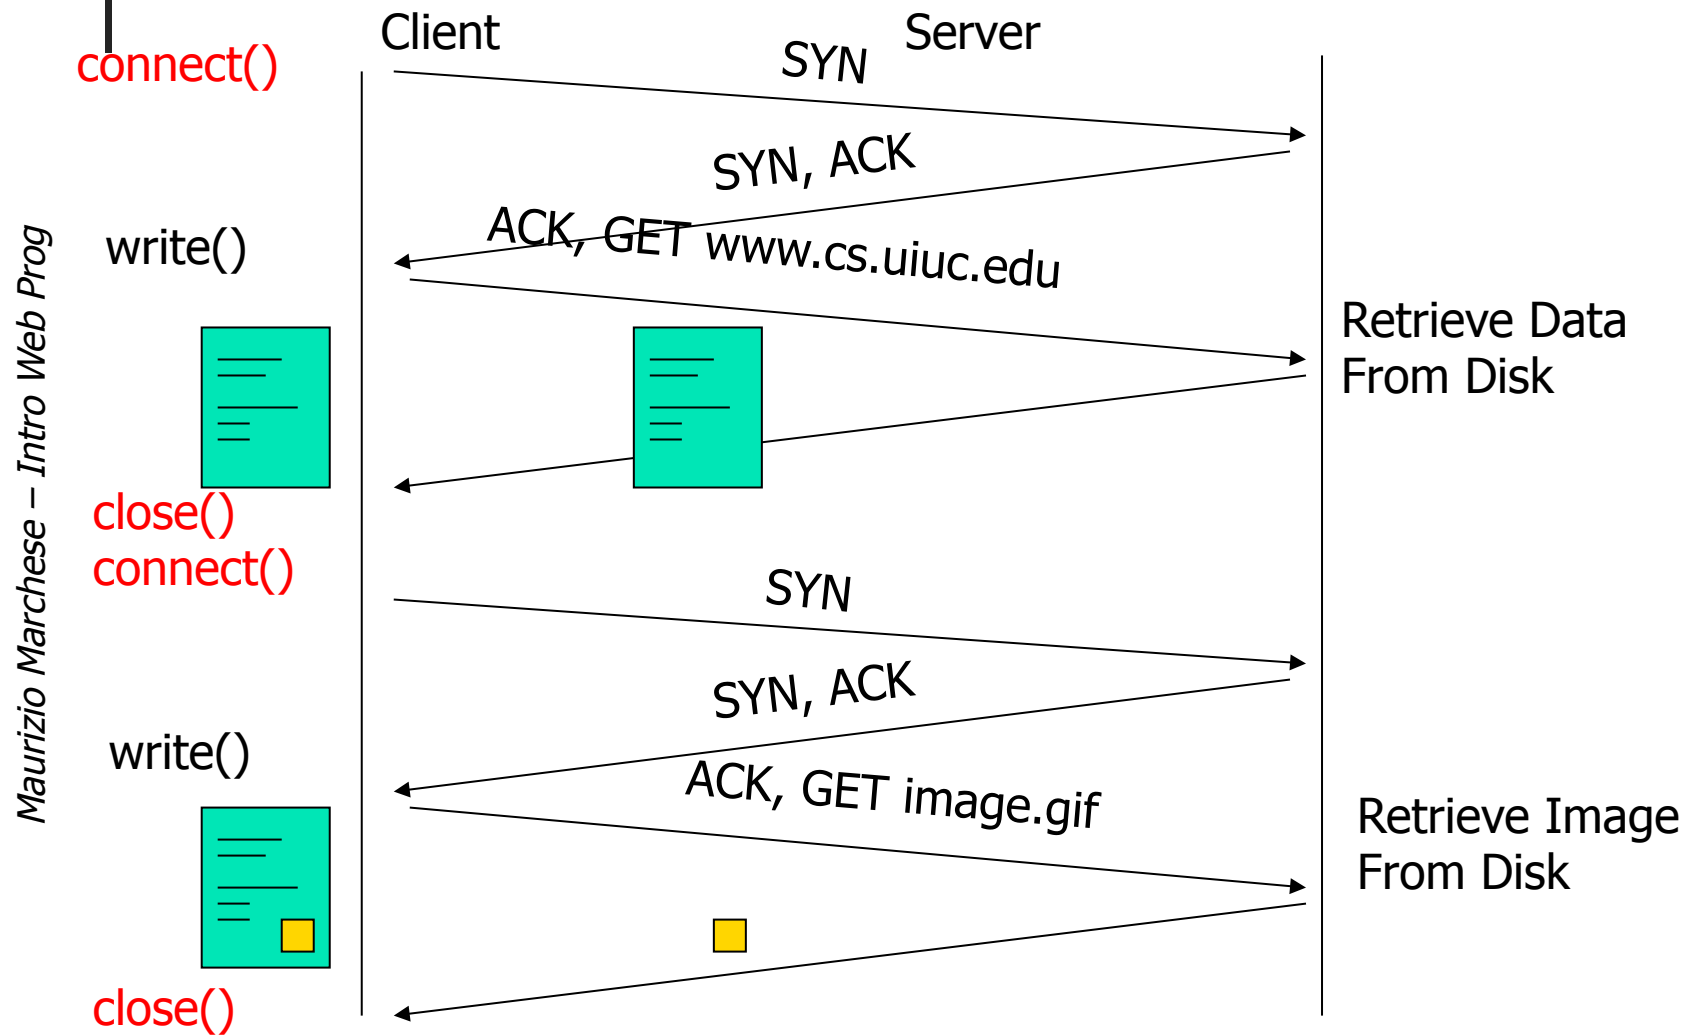 Client
Server
connect()
SYN
SYN, ACK
write()
ACK, GET www.cs.uiuc.edu
Retrieve Data
From Disk
close()
connect()
SYN
SYN, ACK
write()
ACK, GET image.gif
Retrieve Image
From Disk
close()
Maurizio Marchese – Intro Web Prog